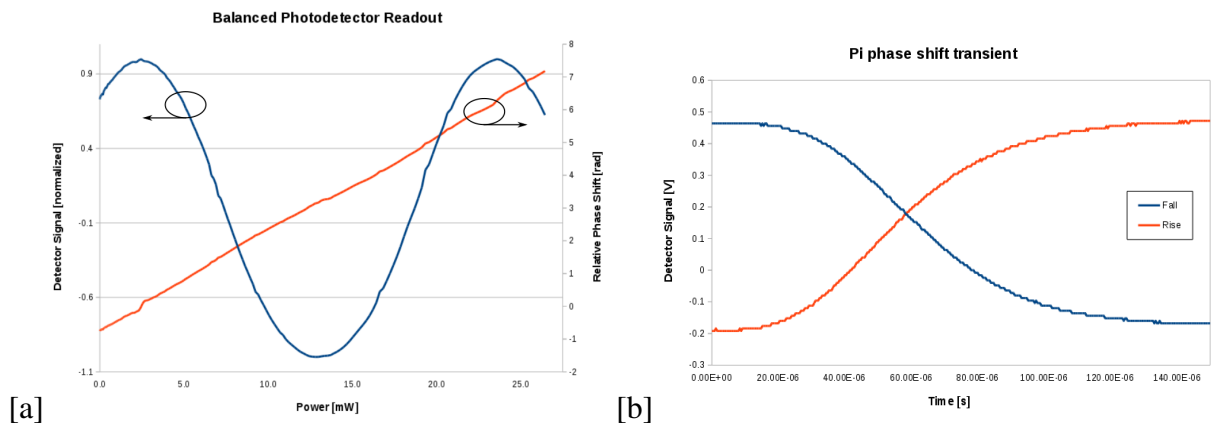 Balanced Photodetector Readout
Detector Signal [normalized]
0.9
0.4
-0.1
-0.6
-1.1
8
7
6
5
4
3
2
1
0
-1
-2
Relative Phase Shift [rad]
0.0 5.0 10.0 15.0 20.0 25.0
Power [mW]
[a]
Pi phase shift transient
Detector Signal [V]
0.6
0.5
0.4
0.3
0.2
0.1
0
-0.1
-0.2
-0.3
Fall
Rise
0.00E+00 20.00E-06 40.00E-06 60.00E-06 80.00E-06 100.00E-06 120.00E-06 140.00E-06
Time [s]
[b]